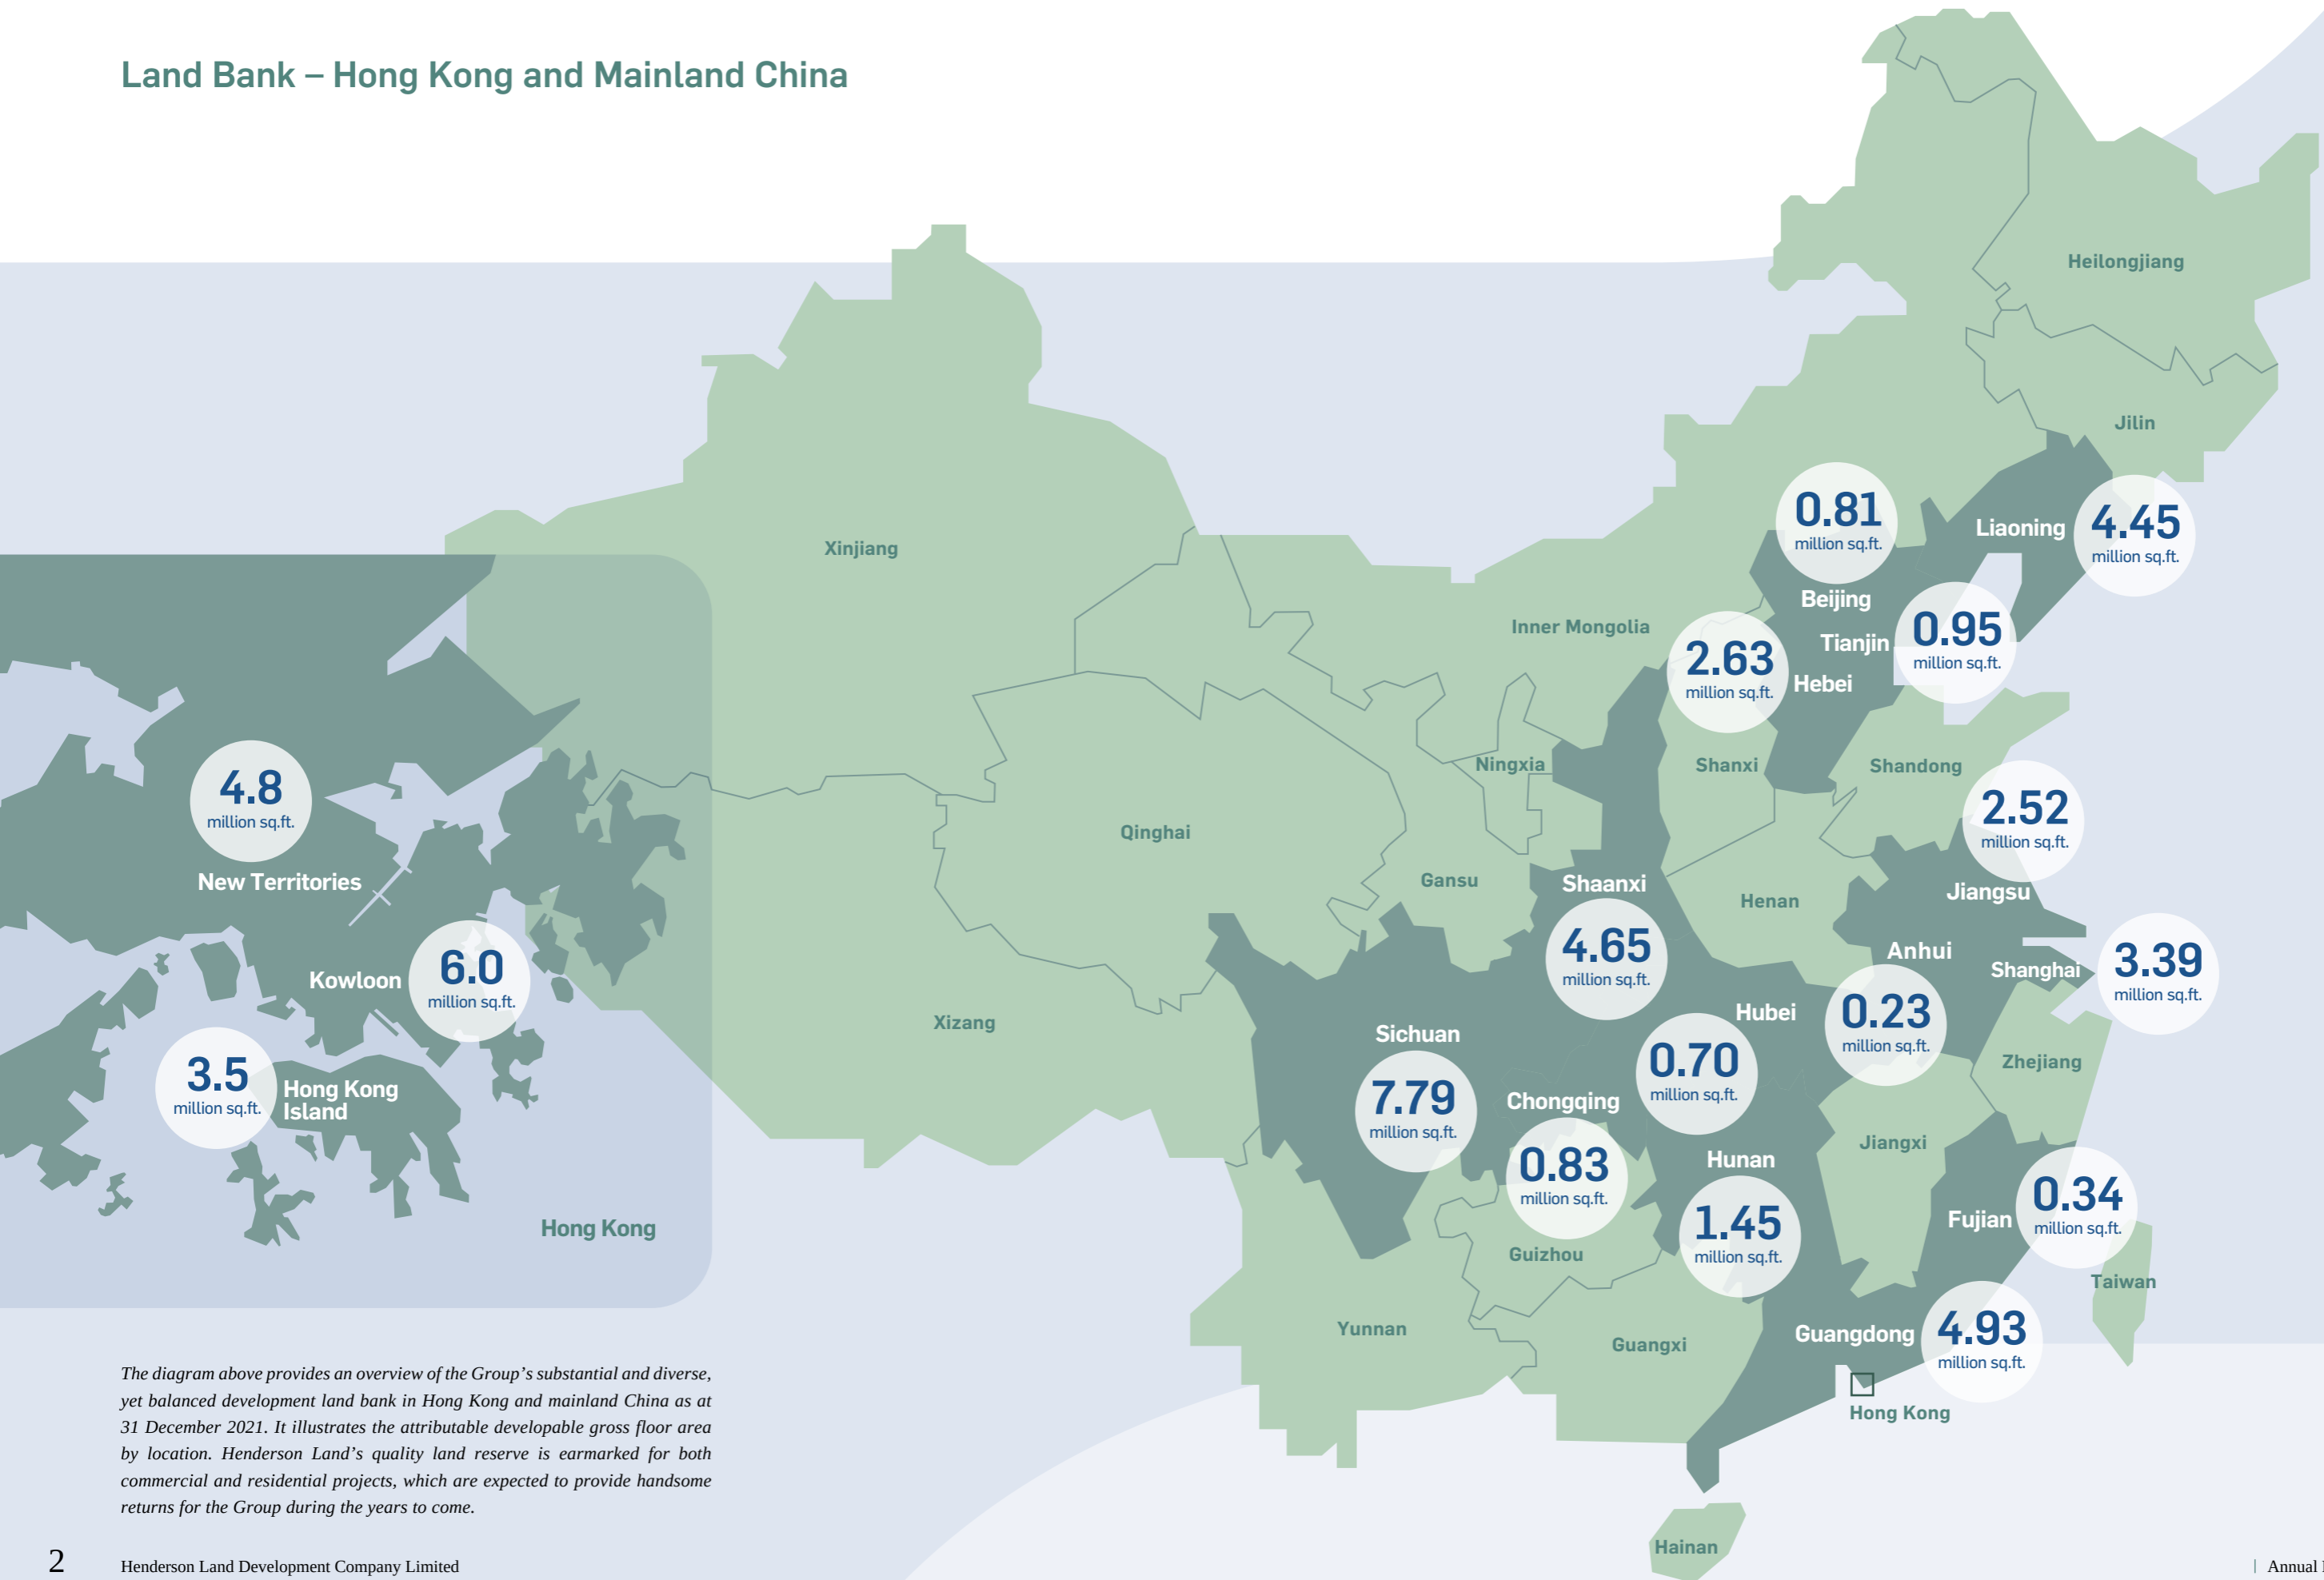 Land Bank – Hong Kong and Mainland China
Heilongjiang
Jilin
0.81
million sq.ft.
Liaoning
4.45
million sq.ft.
Xinjiang
Beijing
Inner Mongolia
Tianjin
0.95
million sq.ft.
2.63
million sq.ft.
Hebei
Ningxia
Shanxi
Shandong
4.8
million sq.ft.
New Territories
2.52
million sq.ft.
Qinghai
Gansu
Shaanxi
4.65
million sq.ft.
Henan
Jiangsu
Anhui
0.23
million sq.ft.
Shanghai
3.39
million sq.ft.
Kowloon
6.0
million sq.ft.
Xizang
Hubei
0.70
million sq.ft.
Sichuan
7.79
million sq.ft.
Zhejiang
3.5
million sq.ft.
Hong Kong
Island
Chongqing
0.83
million sq.ft.
Jiangxi
Hunan
1.45
million sq.ft.
Fujian
0.34
million sq.ft.
Hong Kong
Guizhou
Taiwan
Yunnan
Guangxi
Guangdong
4.93
million sq.ft.
Hong Kong
Hainan
The diagram above provides an overview of the Group's substantial and diverse,
yet balanced development land bank in Hong Kong and mainland China as at
31 December 2021. It illustrates the attributable developable gross floor area
by location. Henderson Land's quality land reserve is earmarked for both
commercial and residential projects, which are expected to provide handsome
returns for the Group during the years to come.
2
Henderson Land Development Company Limited
| Annual